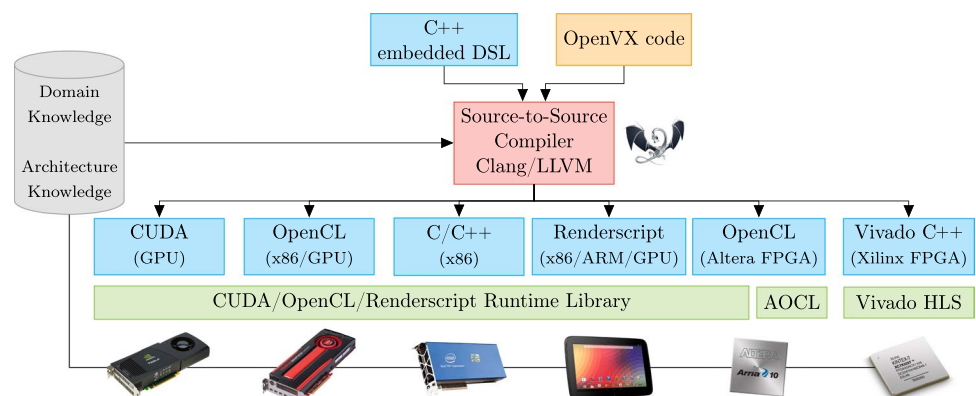 C++
embedded DSL
OpenVX code
Domain
Knowledge
Architecture
Knowledge
Source-to-Source
Compiler
Clang/LLVM
CUDA
(GPU)
OpenCL
(x86/GPU)
C/C++
(x86)
Renderscript
(x86/ARM/GPU)
OpenCL
(Altera FPGA)
Vivado C++
(Xilinx FPGA)
CUDA/OpenCL/Renderscript Runtime Library
AOCL
Vivado HLS
ALTERA
Arria 10